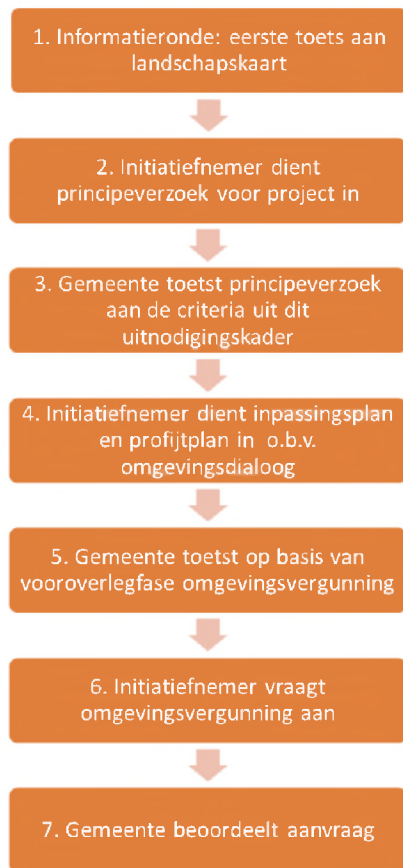 1. Informatieronde: eerste toets aan
landschapskaart
2. Initiatiefnemer dient
principeverzoek voor project in
3. Gemeente toetst principeverzoek
aan de criteria uit dit
uitnodigingskader
4. Initiatiefnemer dient inpassingsplan
en profijtplan in o.b.v.
omgevingsdialoog
5. Gemeente toetst op basis van
vooroverlegfase omgevingsvergunning
6. Initiatiefnemer vraagt
omgevingsvergunning aan
7. Gemeente beoordeelt aanvraag